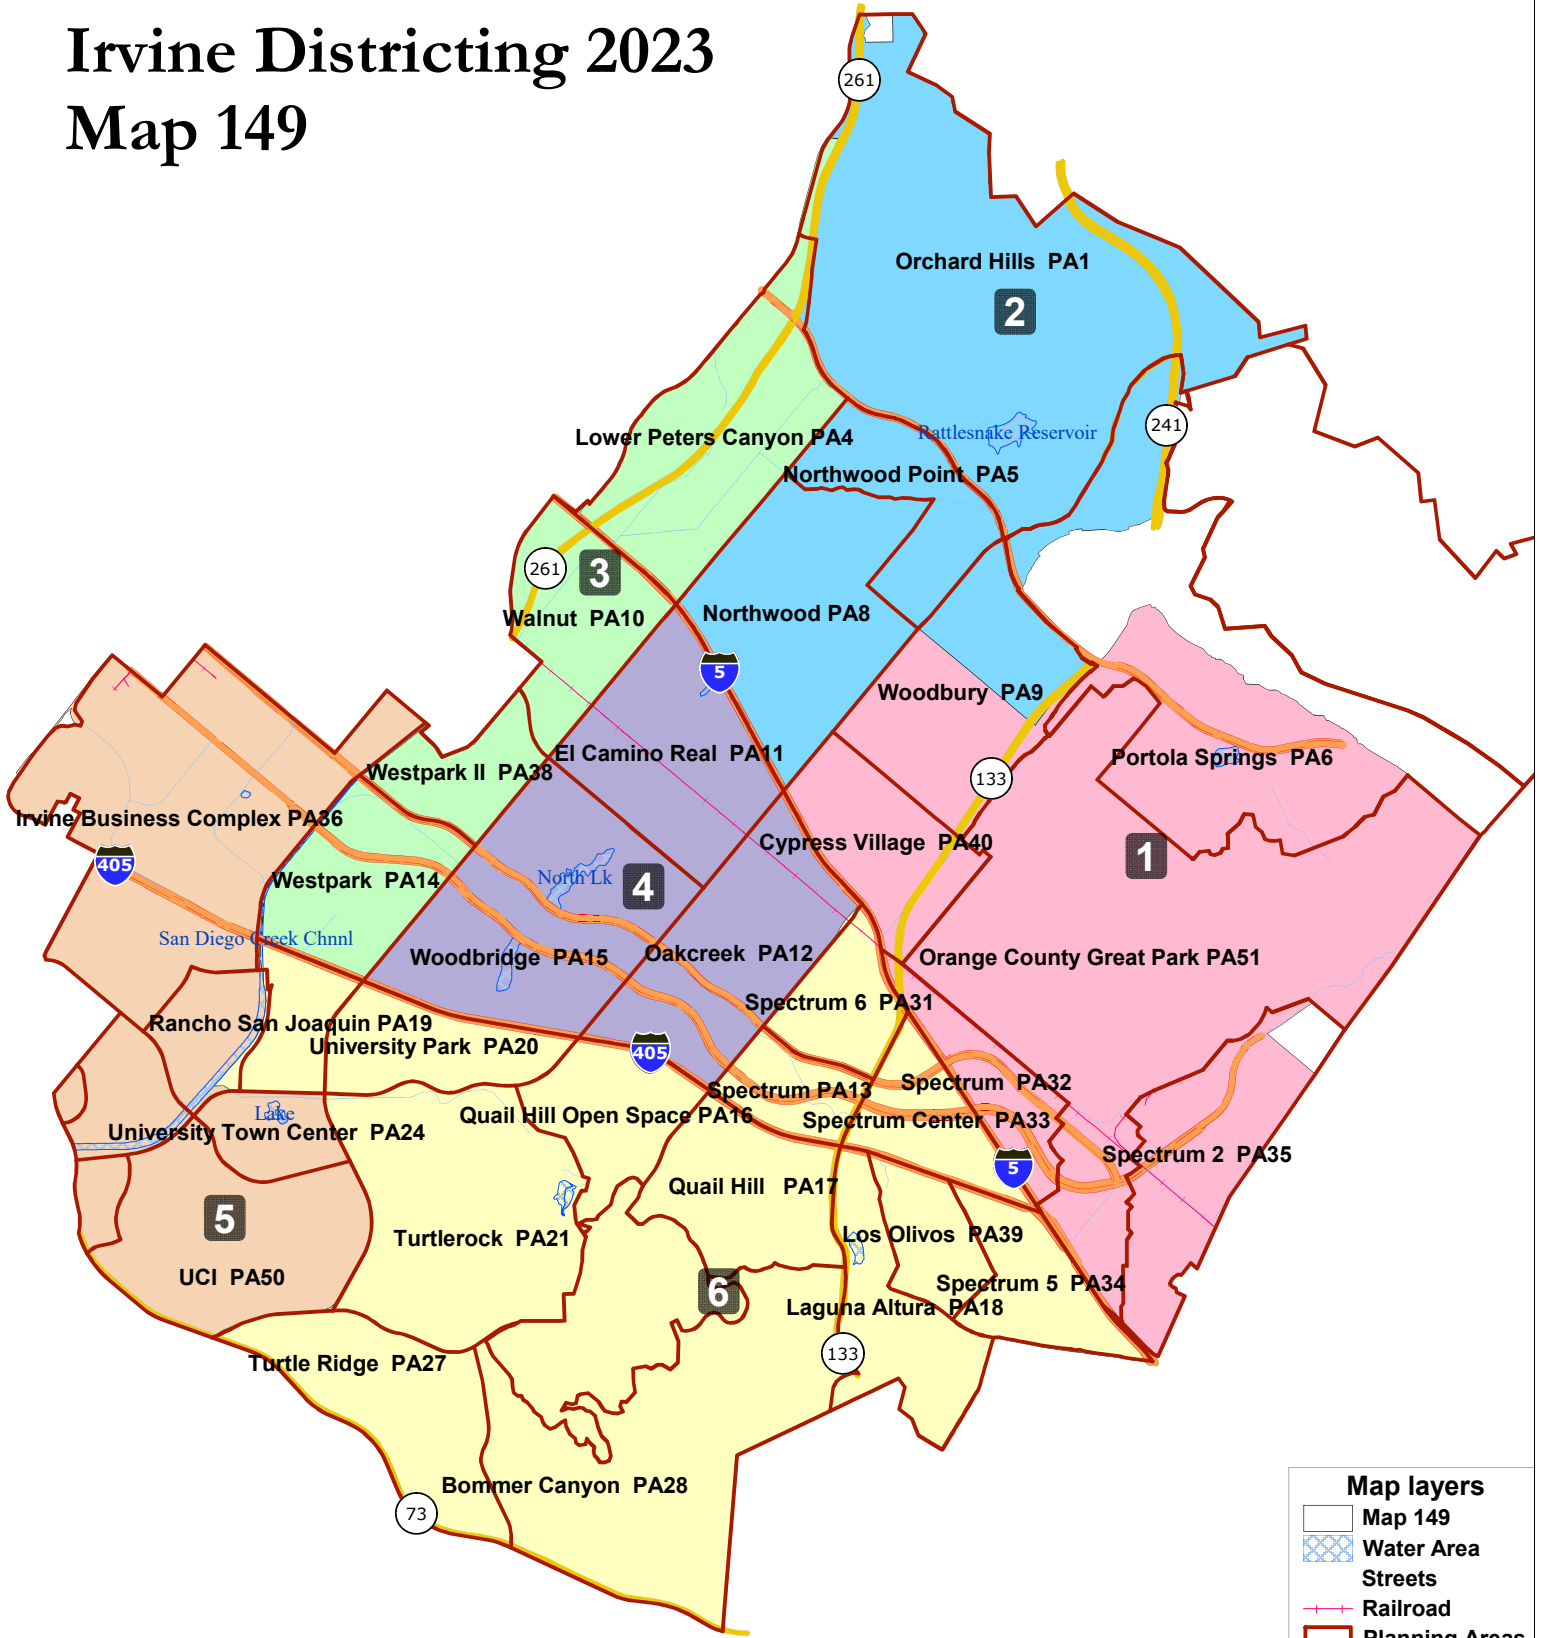 Irvine Districting 2023
Map 149
261
Orchard Hills PA1
2
241
Rattlesnake Reservoir
Lower Peters Canyon PA4
Northwood Point PA5
261
3
Walnut PA10
Northwood PA8
5
Woodbury PA9
El Camino Real PA11
Westpark II PA38
Portola Springs PA6
133
Irvine Business Complex PA36
Cypress Village PA40
1
405
Westpark PA14
North Lk
4
San Diego Creek Chnnl
Woodbridge PA15
Oakcreek PA12
Orange County Great Park PA51
Spectrum 6 PA31
Rancho San Joaquin PA19
University Park PA20
405
Spectrum PA13
Spectrum PA32
Lake
Quail Hill Open Space PA16
Spectrum Center PA33
University Town Center PA24
5
Spectrum 2 PA35
Quail Hill PA17
5
Turtlerock PA21
Los Olivos PA39
UCI PA50
6
Spectrum 5 PA34
Laguna Altura PA18
133
Turtle Ridge PA27
Bommer Canyon PA28
73
Map layers
Map 149
Water Area
Streets
Railroad
Planning Areas